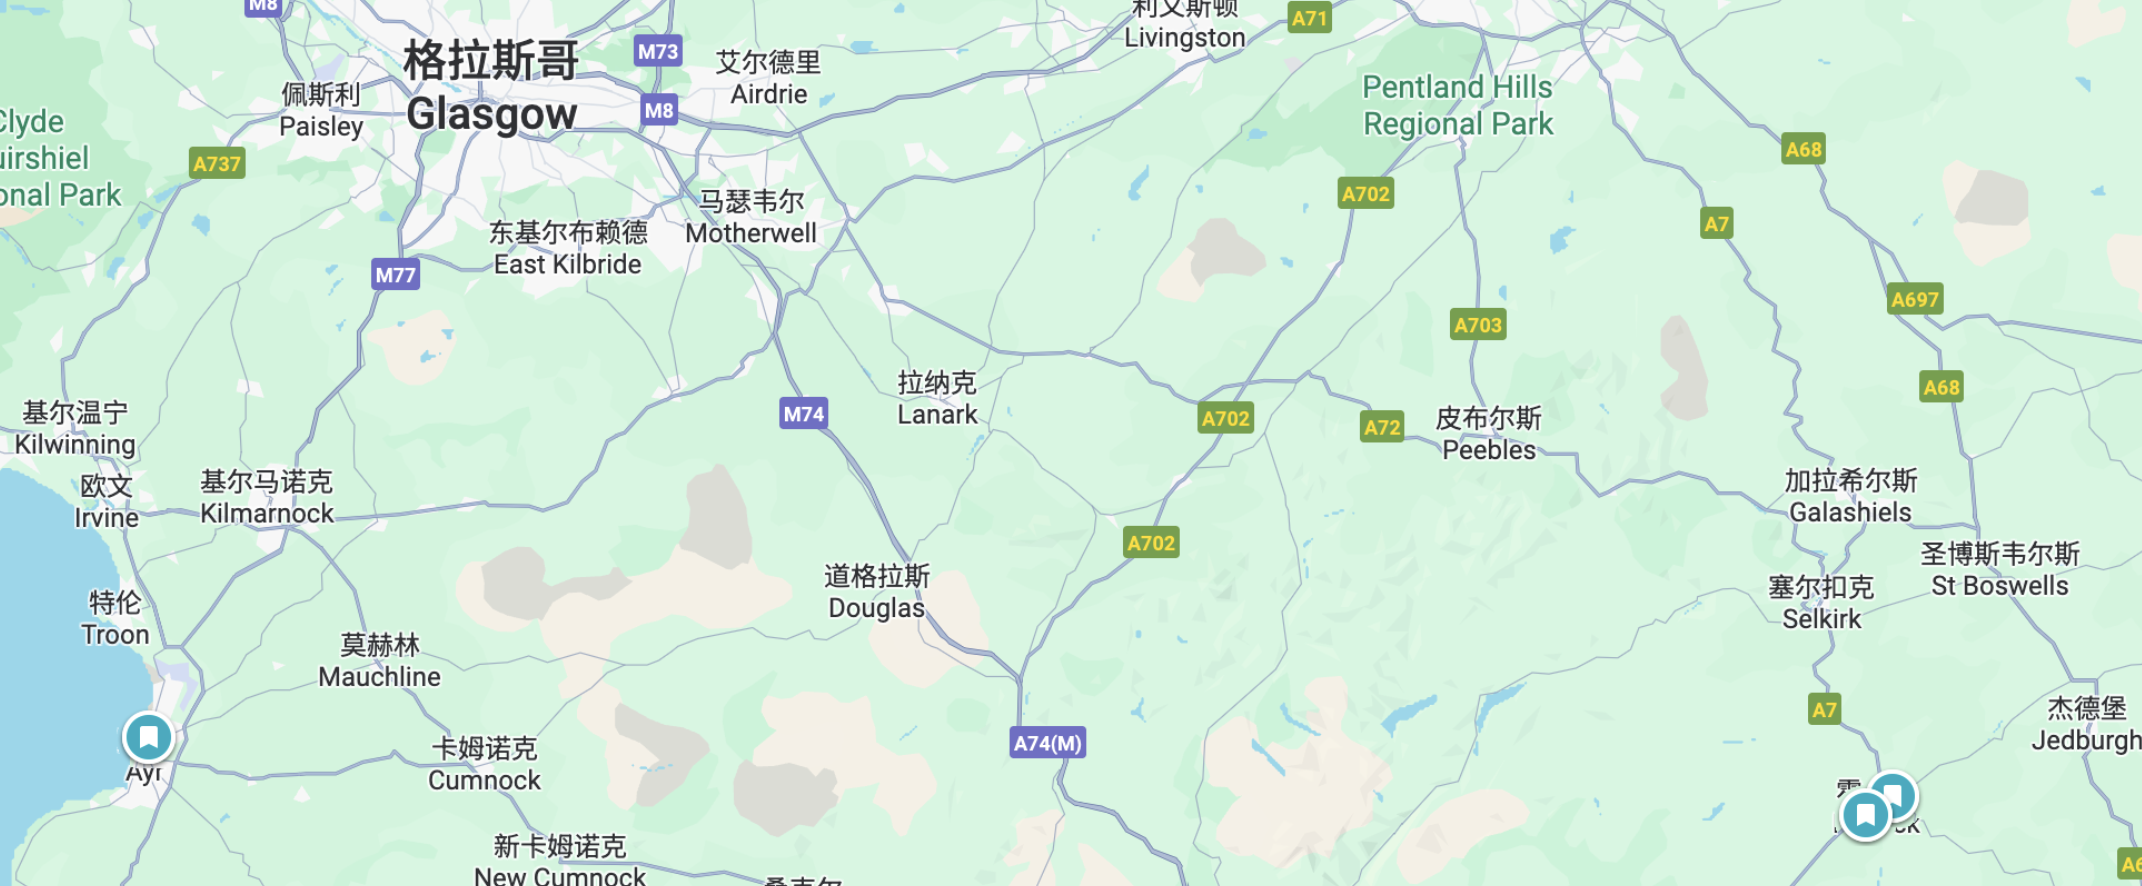 M8
利文斯顿
Livingston
A71
格拉斯哥
Glasgow
M73
艾尔德里
Airdrie
佩斯利
Paisley
M8
Pentland Hills
Regional Park
Clyde
uirshiel
onal Park
A737
A68
A702
A7
马瑟韦尔
Motherwell
东基尔布赖德
East Kilbride
M77
A697
A703
拉纳克
Lanark
A68
基尔温宁
Kilwinning
M74
A702
A72
皮布尔斯
Peebles
基尔马诺克
Kilmarnock
欧文
Irvine
加拉希尔斯
Galashiels
A702
圣博斯韦尔斯
St Boswells
道格拉斯
Douglas
塞尔扣克
Selkirk
特伦
Troon
莫赫林
Mauchline
A7
杰德堡
Jedburgh
A74(M)
卡姆诺克
Cumnock
Ayr
新卡姆诺克
New Cumnock
A6